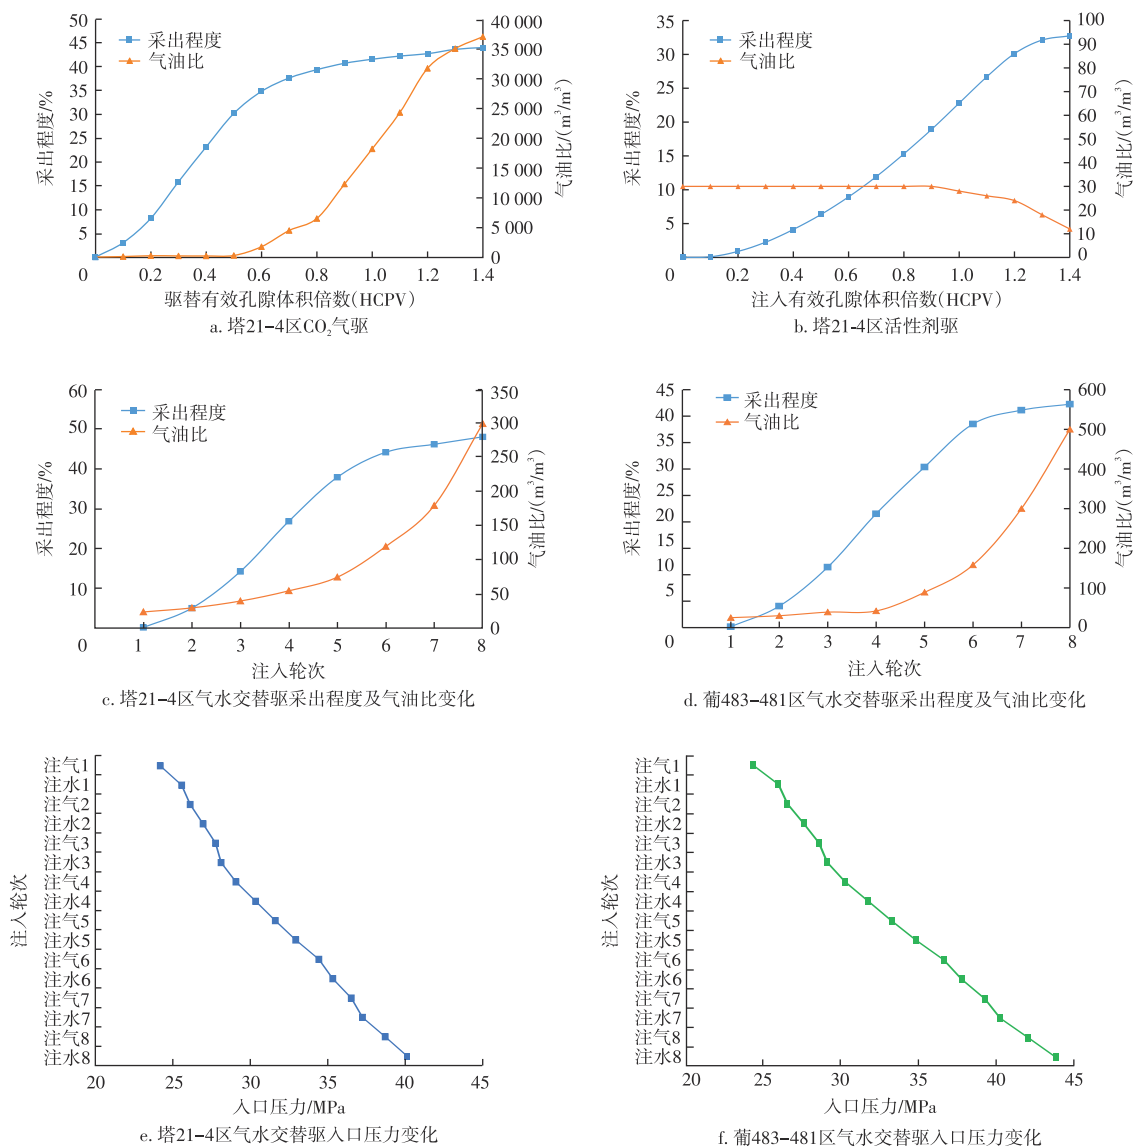 采出程度
气油比
采出程度/%
50
45
40
35
30
25
20
15
10
5
0
40 000
35 000
30 000
25 000
20 000
15 000
10 000
5 000
0
气油比/(m³/m³)
0.2 0.4 0.6 0.8 1.0 1.2 1.4
驱替有效孔隙体积倍数(HCPV)
a. 塔21-4区CO₂气驱
采出程度
气油比
采出程度/%
35
30
25
20
15
10
5
0
100
90
80
70
60
50
40
30
20
10
0
气油比/(m³/m³)
0.2 0.4 0.6 0.8 1.0 1.2 1.4
注入有效孔隙体积倍数(HCPV)
b. 塔21-4区活性剂驱
采出程度
气油比
采出程度/%
60
50
40
30
20
10
0
350
300
250
200
150
100
50
0
气油比/(m³/m³)
1 2 3 4 5 6 7 8
注入轮次
c. 塔21-4区气水交替驱采出程度及气油比变化
采出程度
气油比
采出程度/%
45
40
35
30
25
20
15
10
5
0
600
500
400
300
200
100
0
气油比/(m³/m³)
1 2 3 4 5 6 7 8
注入轮次
d. 葡483-481区气水交替驱采出程度及气油比变化
注入轮次
注气1
注水1
注气2
注水2
注气3
注水3
注气4
注水4
注气5
注水5
注气6
注水6
注气7
注水7
注气8
注水8
20 25 30 35 40 45
入口压力/MPa
e. 塔21-4区气水交替驱入口压力变化
注入轮次
注气1
注水1
注气2
注水2
注气3
注水3
注气4
注水4
注气5
注水5
注气6
注水6
注气7
注水7
注气8
注水8
20 25 30 35 40 45
入口压力/MPa
f. 葡483-481区气水交替驱入口压力变化